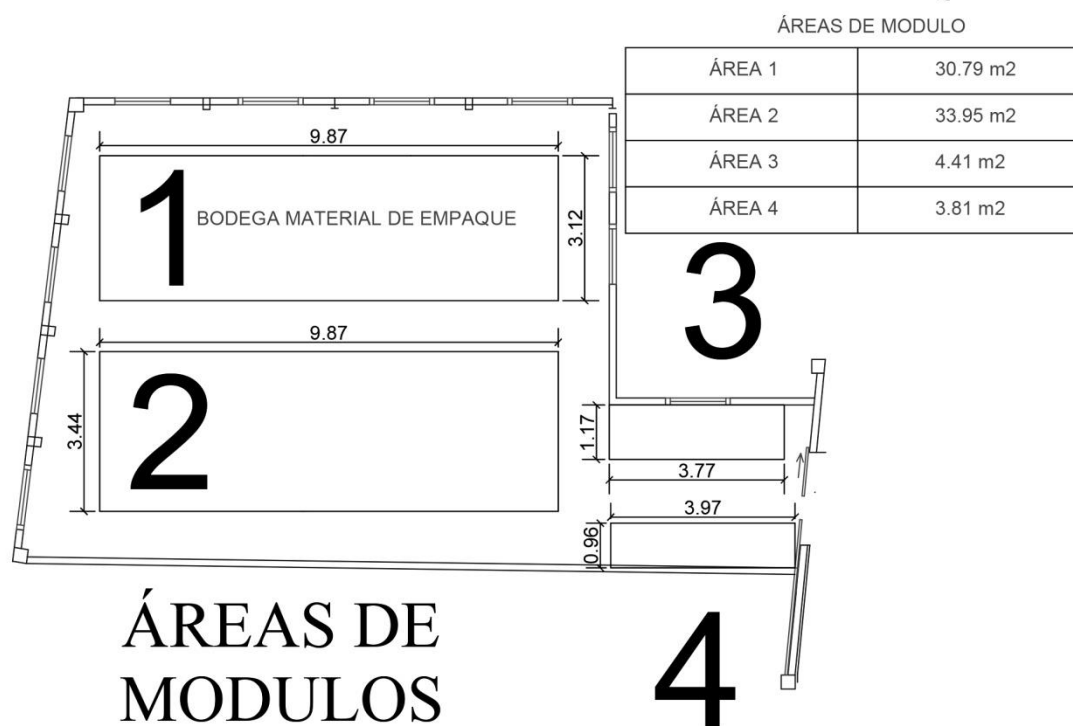 ÁREAS DE MODULO
ÁREA 1 30.79 m2
ÁREA 2 33.95 m2
ÁREA 3 4.41 m2
ÁREA 4 3.81 m2
9.87
1
BODEGA MATERIAL DE EMPAQUE
3.12
3
9.87
2
3.44
1.17
3.77
3.97
0.96
4
ÁREAS DE
MODULOS